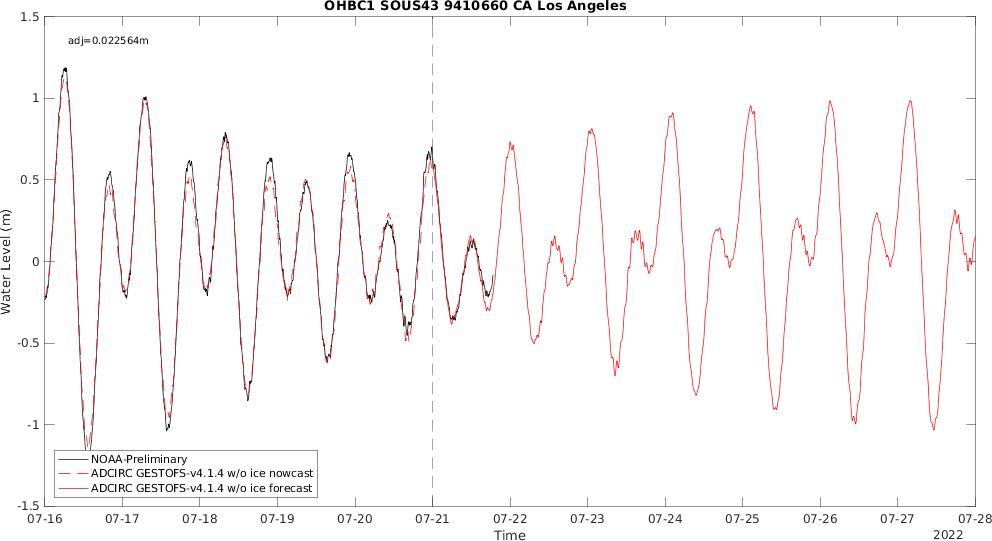 OHBC1 SOUS43 9410660 CA Los Angeles
1.5
adj=0.022564m
1
0.5
0
-0.5
-1
-1.5
Water Level (m)
NOAA-Preliminary
ADCIRC GESTOFS-v4.1.4 w/o ice nowcast
ADCIRC GESTOFS-v4.1.4 w/o ice forecast
07-16 07-17 07-18 07-19 07-20 07-21 07-22 07-23 07-24 07-25 07-26 07-27 07-28
Time
2022